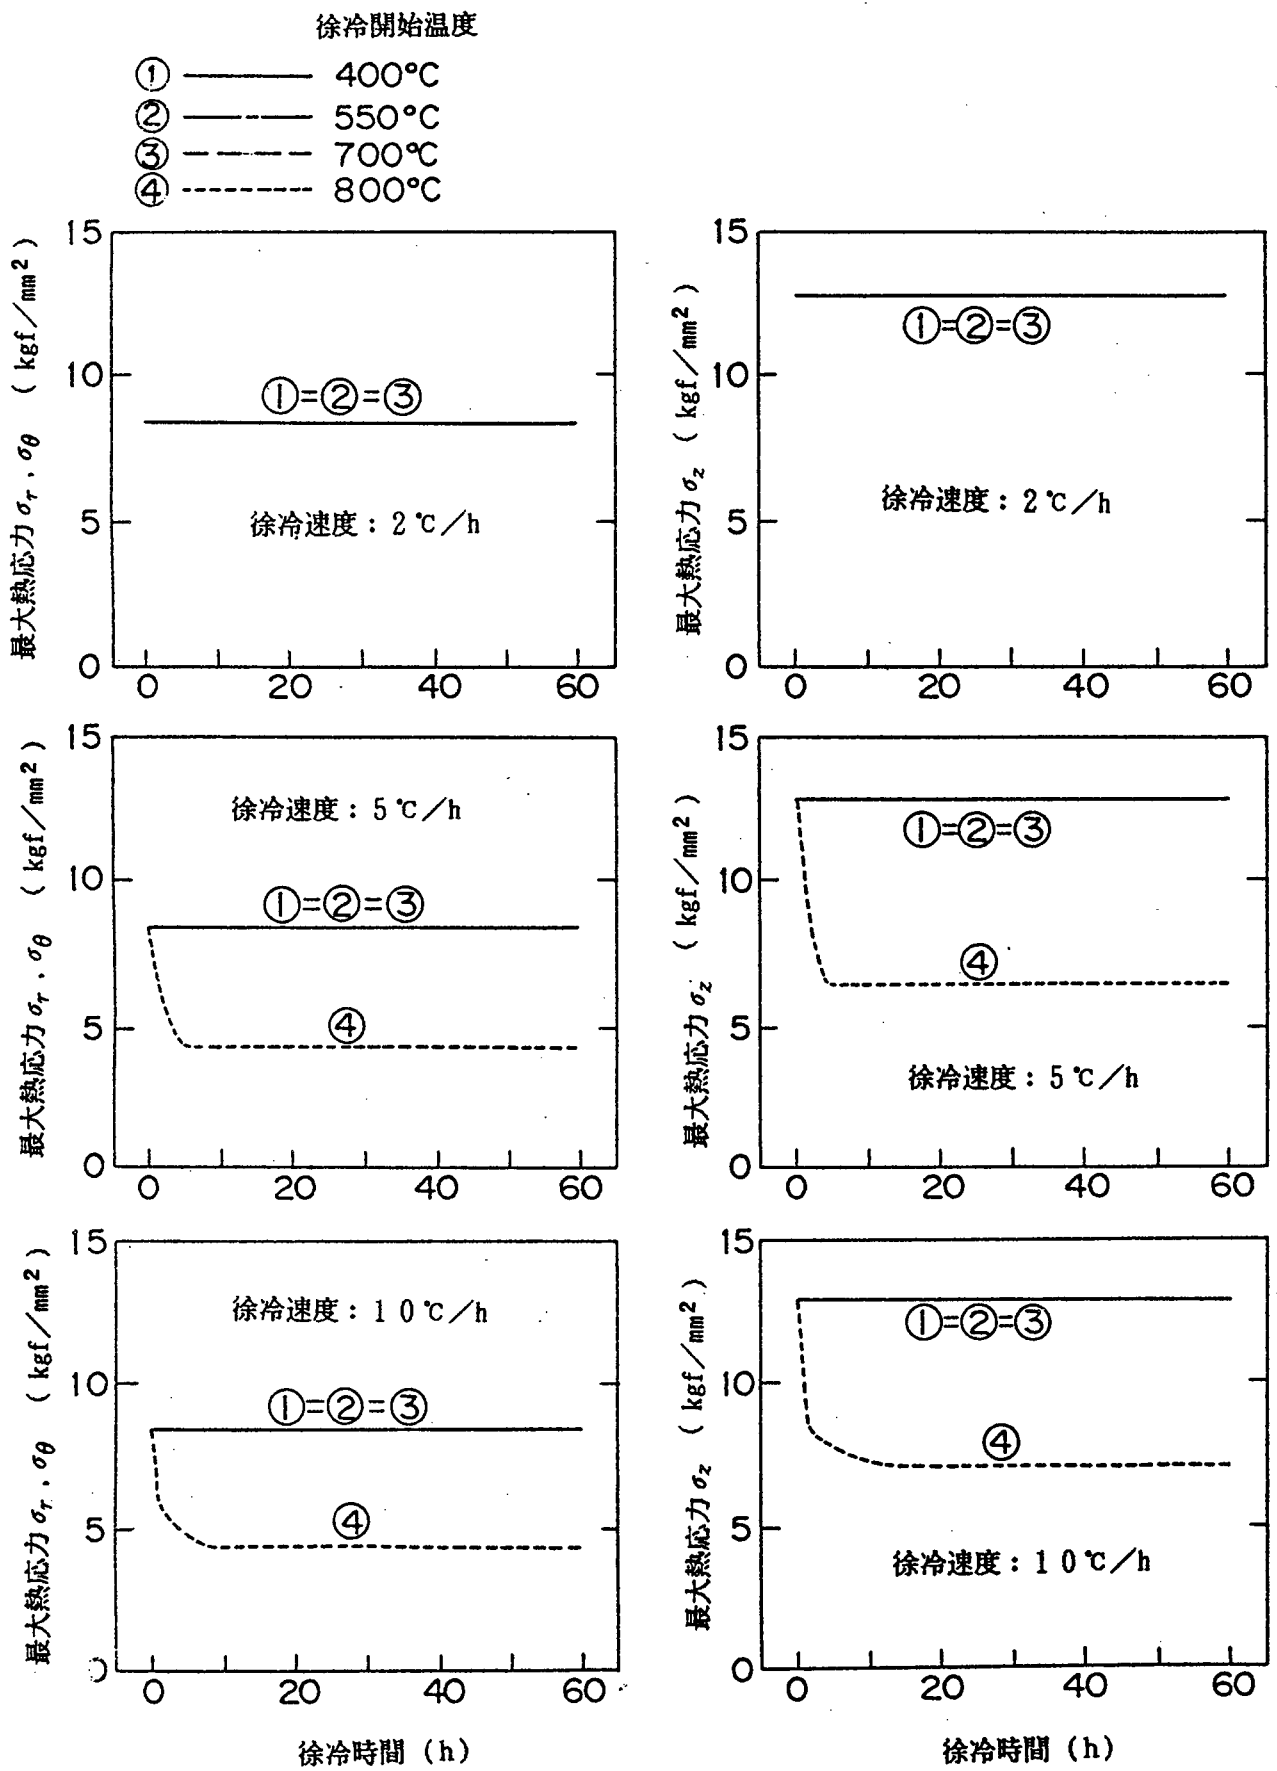 徐冷開始温度
① 400°C
② 550°C
③ 700°C
④ 800°C
最大熱応力 σr、σθ (kgf/mm²)
15
10
5
0
①=②=③
徐冷速度：2℃/h
0 20 40 60
最大熱応力 σz (kgf/mm²)
15
10
5
0
①=②=③
徐冷速度：2℃/h
0 20 40 60
最大熱応力 σr、σθ (kgf/mm²)
15
10
5
0
徐冷速度：5℃/h
①=②=③
④
0 20 40 60
最大熱応力 σz (kgf/mm²)
15
10
5
0
①=②=③
④
徐冷速度：5℃/h
0 20 40 60
最大熱応力 σr、σθ (kgf/mm²)
15
10
5
0
徐冷速度：10℃/h
①=②=③
④
0 20 40 60
徐冷時間 (h)
最大熱応力 σz (kgf/mm²)
15
10
5
0
①=②=③
④
徐冷速度：10℃/h
0 20 40 60
徐冷時間 (h)